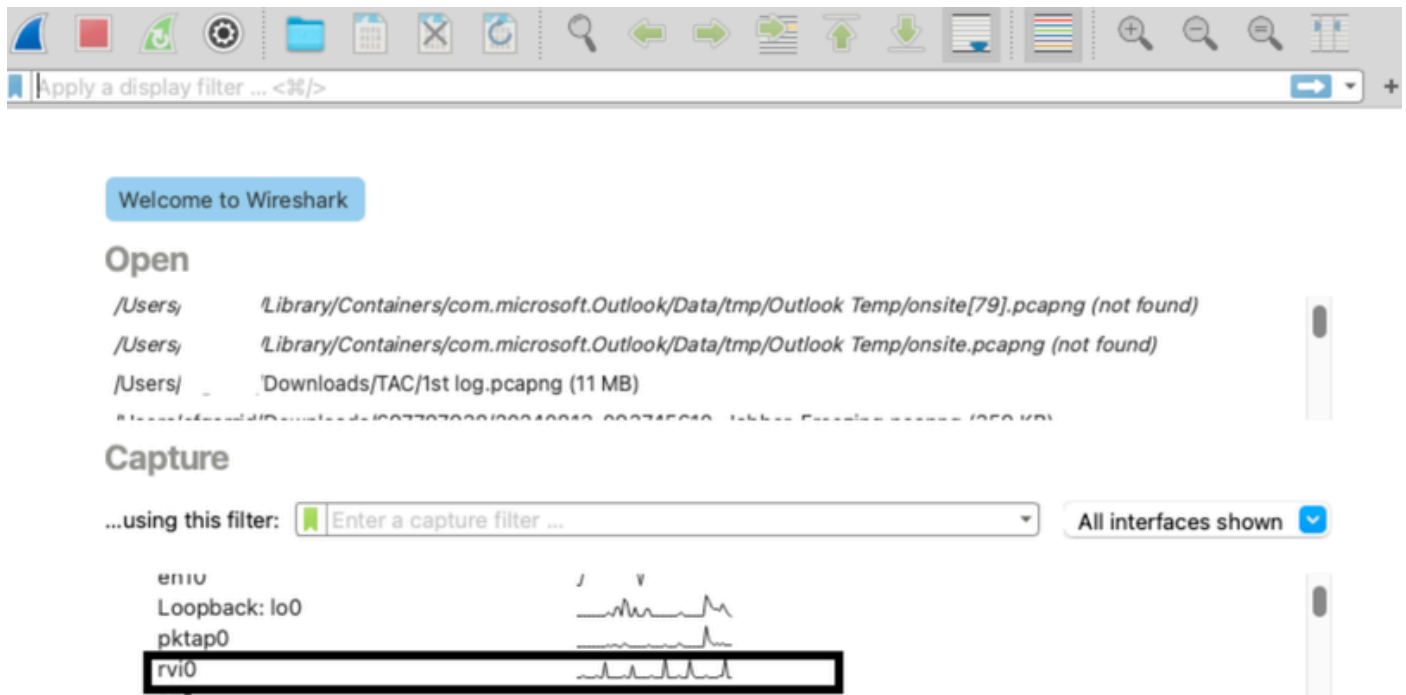 Apply a display filter ... <⌘/>
Welcome to Wireshark
Open
/Users/ /Library/Containers/com.microsoft.Outlook/Data/tmp/Outlook Temp/onsite[79].pcapng (not found)
/Users/ /Library/Containers/com.microsoft.Outlook/Data/tmp/Outlook Temp/onsite.pcapng (not found)
/Users/ /Downloads/TAC/1st log.pcapng (11 MB)
Capture
...using this filter: Enter a capture filter ... All interfaces shown
Loopback: lo0
pktap0
rvi0